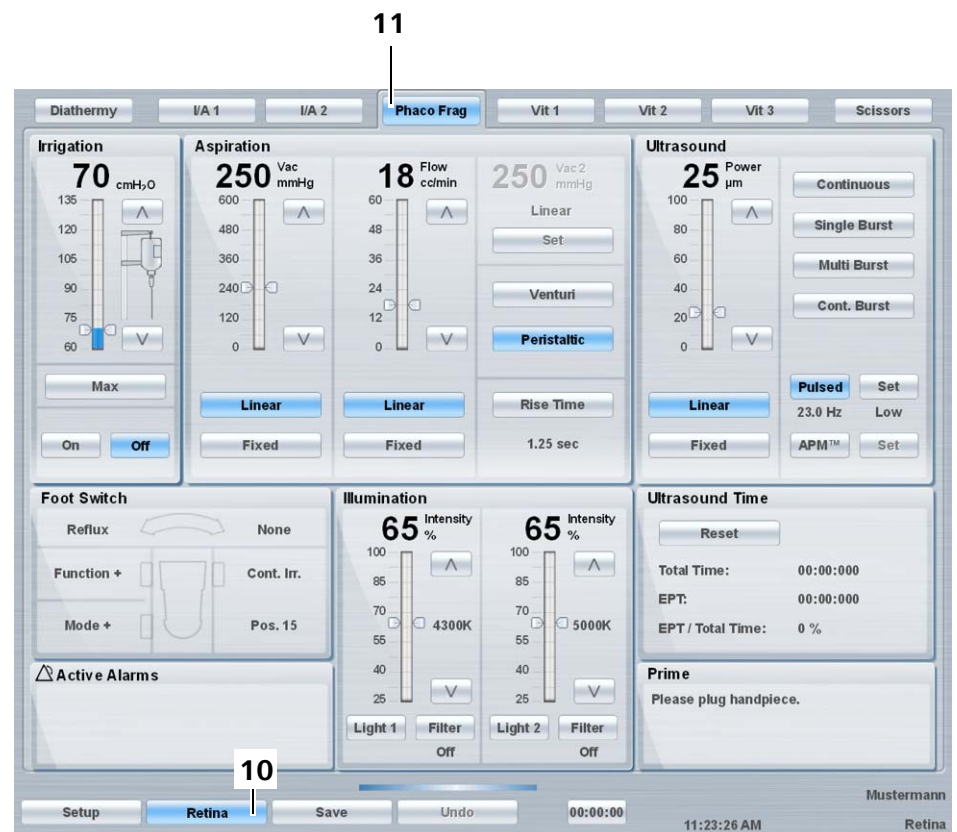 11
Diathermy I/A 1 I/A 2 Phaco Frag Vit 1 Vit 2 Vit 3 Scissors
Irrigation
70 cmH₂O
135
120
105
90
75
60
Max
On Off
Aspiration
250 Vac mmHg
600
480
360
240
120
0
Linear
Fixed
18 Flow cc/min
60
48
36
24
12
0
Linear
Fixed
250 Vac 2 mmHg
Linear
Set
Venturi
Peristaltic
Rise Time
1.25 sec
Ultrasound
25 Power µm
100
80
60
40
20
0
Linear
Fixed
Continuous
Single Burst
Multi Burst
Cont. Burst
Pulsed Set
23.0 Hz Low
APM™ Set
Foot Switch
Reflux None
Function + Cont. Irr.
Mode + Pos. 15
Active Alarms
Illumination
65 Intensity %
100
85
70
55
40
25
4300K
Light 1 Filter
Off
65 Intensity %
100
85
70
55
40
25
5000K
Light 2 Filter
Off
Ultrasound Time
Reset
Total Time: 00:00:000
EPT: 00:00:000
EPT / Total Time: 0 %
Prime
Please plug handpiece.
10
Setup Retina Save Undo 00:00:00
Mustermann
11:23:26 AM Retina